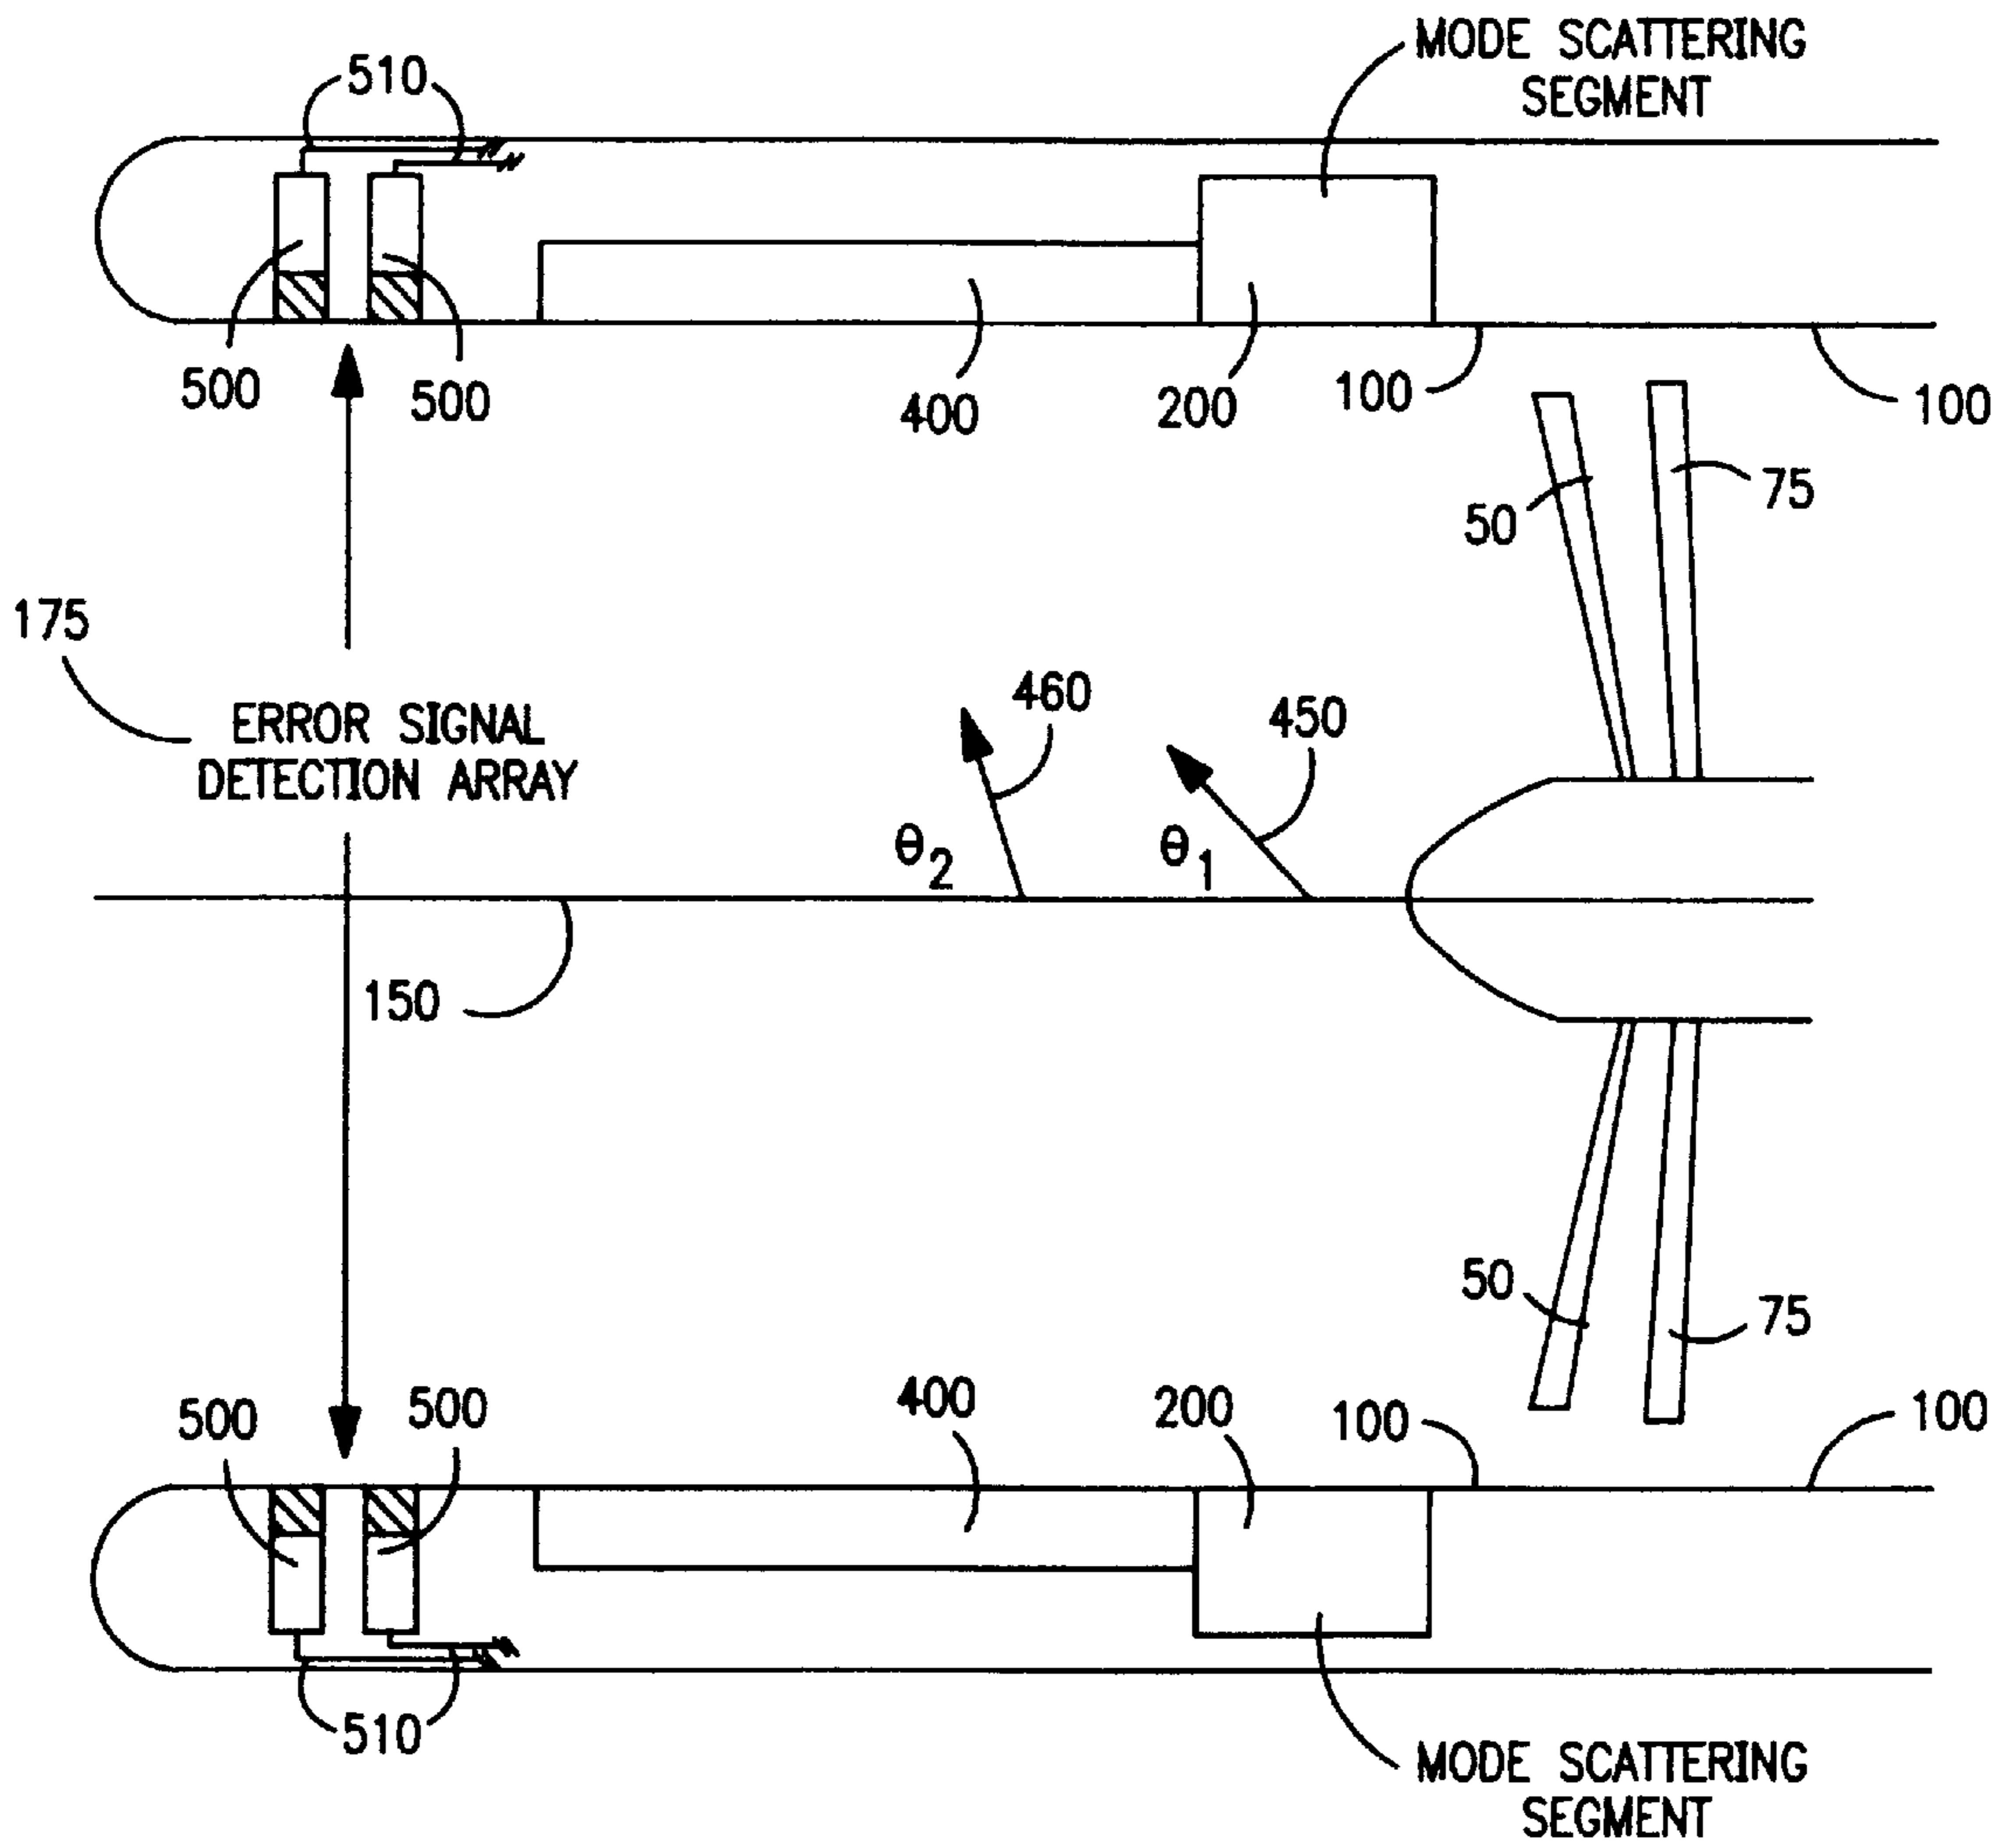 MODE SCATTERING
SEGMENT
510
500
500
400
200
100
100
50
75
175
ERROR SIGNAL
DETECTION ARRAY
460
450
θ2
θ1
150
50
75
500
500
400
200
100
100
510
MODE SCATTERING
SEGMENT